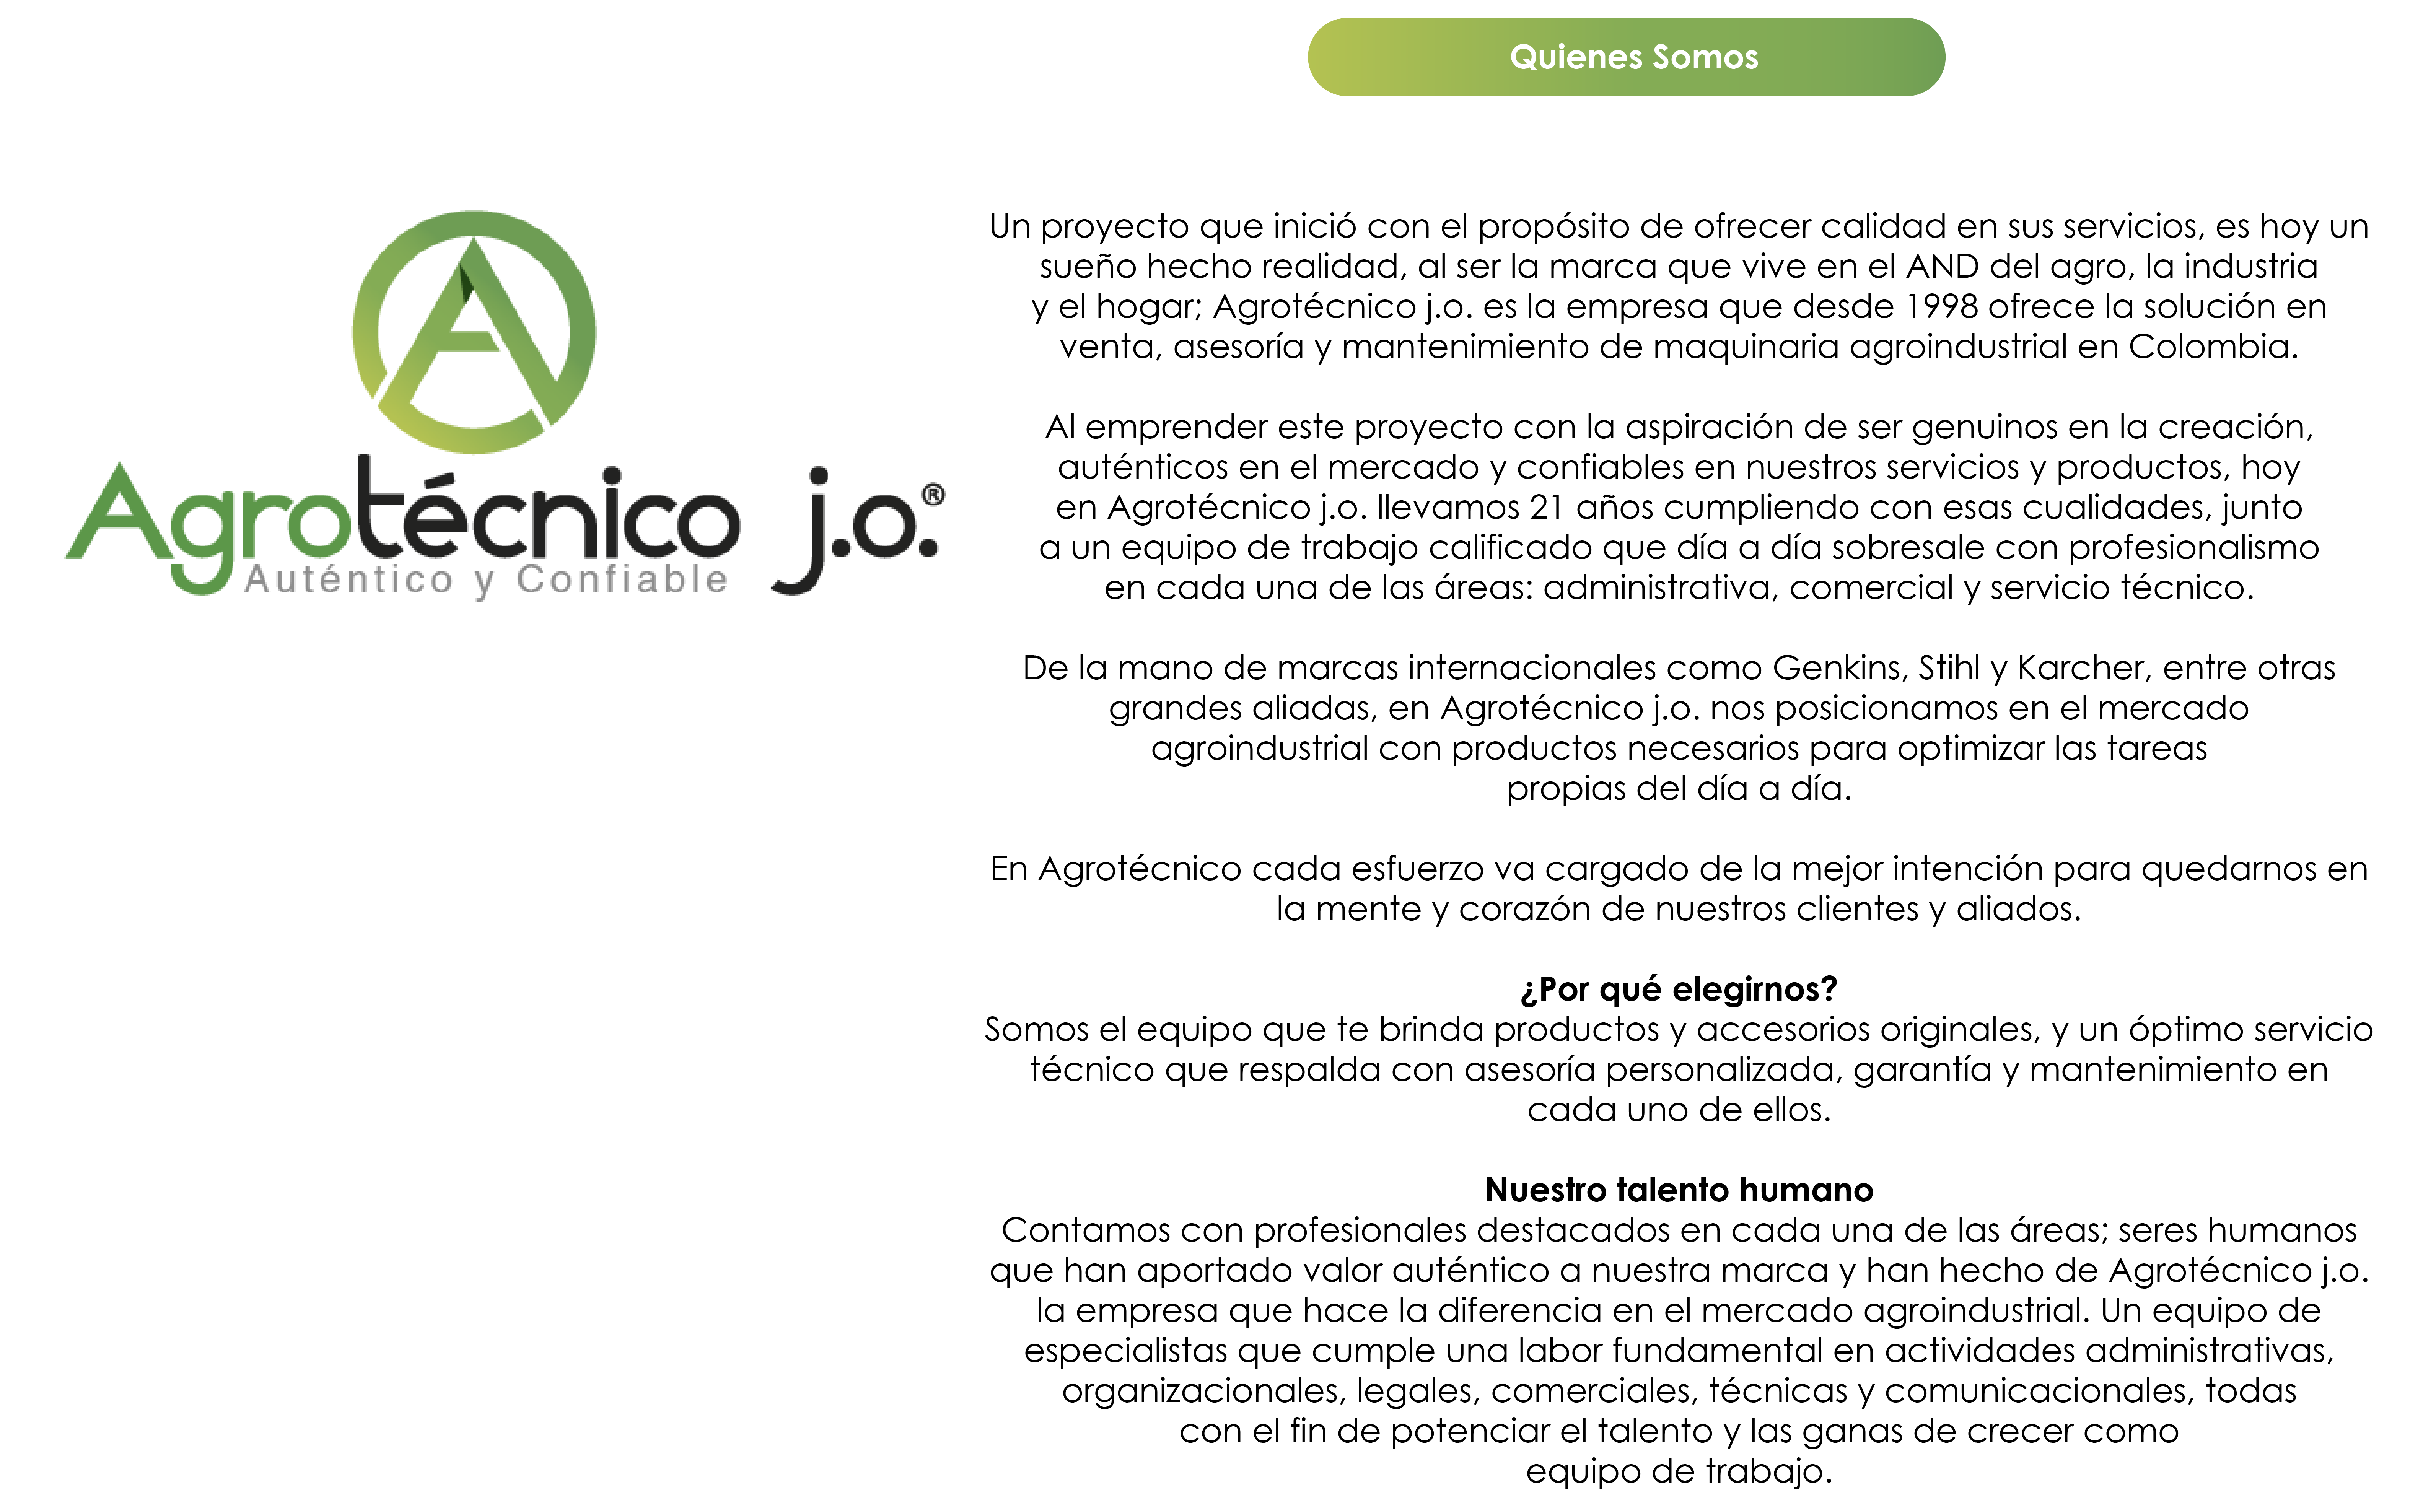 Quienes Somos
Agrotécnico j.o.®
Auténtico y Confiable
Un proyecto que inició con el propósito de ofrecer calidad en sus servicios, es hoy un
sueño hecho realidad, al ser la marca que vive en el AND del agro, la industria
y el hogar; Agrotécnico j.o. es la empresa que desde 1998 ofrece la solución en
venta, asesoría y mantenimiento de maquinaria agroindustrial en Colombia.
Al emprender este proyecto con la aspiración de ser genuinos en la creación,
auténticos en el mercado y confiables en nuestros servicios y productos, hoy
en Agrotécnico j.o. llevamos 21 años cumpliendo con esas cualidades, junto
a un equipo de trabajo calificado que día a día sobresale con profesionalismo
en cada una de las áreas: administrativa, comercial y servicio técnico.
De la mano de marcas internacionales como Genkins, Stihl y Karcher, entre otras
grandes aliadas, en Agrotécnico j.o. nos posicionamos en el mercado
agroindustrial con productos necesarios para optimizar las tareas
propias del día a día.
En Agrotécnico cada esfuerzo va cargado de la mejor intención para quedarnos en
la mente y corazón de nuestros clientes y aliados.
¿Por qué elegirnos?
Somos el equipo que te brinda productos y accesorios originales, y un óptimo servicio
técnico que respalda con asesoría personalizada, garantía y mantenimiento en
cada uno de ellos.
Nuestro talento humano
Contamos con profesionales destacados en cada una de las áreas; seres humanos
que han aportado valor auténtico a nuestra marca y han hecho de Agrotécnico j.o.
la empresa que hace la diferencia en el mercado agroindustrial. Un equipo de
especialistas que cumple una labor fundamental en actividades administrativas,
organizacionales, legales, comerciales, técnicas y comunicacionales, todas
con el fin de potenciar el talento y las ganas de crecer como
equipo de trabajo.